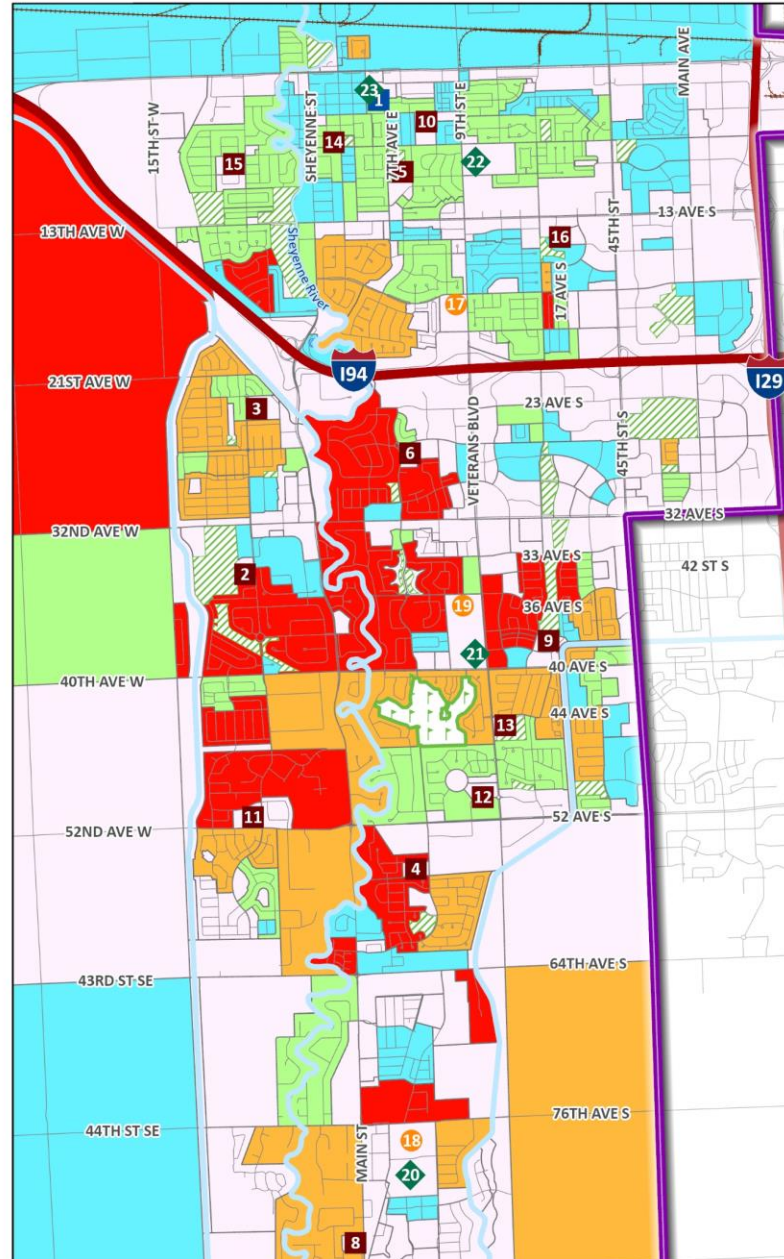 MAIN AVE
23
1
7TH AVE E
10
9TH ST E
15TH ST W
SHEYENNE ST
14
15
5
22
45TH ST
13 AVE S
13TH AVE W
Sheyenne River
16
17 AVE S
17
I94
I29
21ST AVE W
3
23 AVE S
VETERANS BLVD
6
45TH ST S
32ND AVE W
32 AVE S
33 AVE S
42 ST S
2
36 AVE S
19
9
21
40 AVE S
40TH AVE W
44 AVE S
13
12
11
52 AVE S
52ND AVE W
4
64TH AVE S
43RD ST SE
76TH AVE S
44TH ST SE
MAIN ST
18
20
8